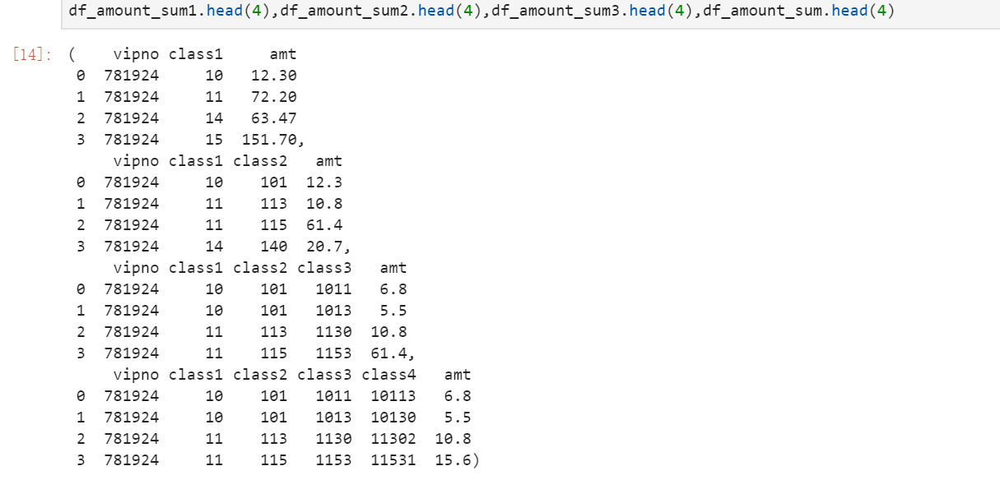 df_amount_sum1.head(4),df_amount_sum2.head(4),df_amount_sum3.head(4),df_amount_sum.head(4)
[14]: (    vipno class1     amt
0  781924     10   12.30
1  781924     11   72.20
2  781924     14   63.47
3  781924     15  151.70,
    vipno class1 class2   amt
0  781924     10    101  12.3
1  781924     11    113  10.8
2  781924     11    115  61.4
3  781924     14    140  20.7,
    vipno class1 class2 class3   amt
0  781924     10    101   1011   6.8
1  781924     10    101   1013   5.5
2  781924     11    113   1130  10.8
3  781924     11    115   1153  61.4,
    vipno class1 class2 class3 class4   amt
0  781924     10    101   1011  10113   6.8
1  781924     10    101   1013  10130   5.5
2  781924     11    113   1130  11302  10.8
3  781924     11    115   1153  11531  15.6)